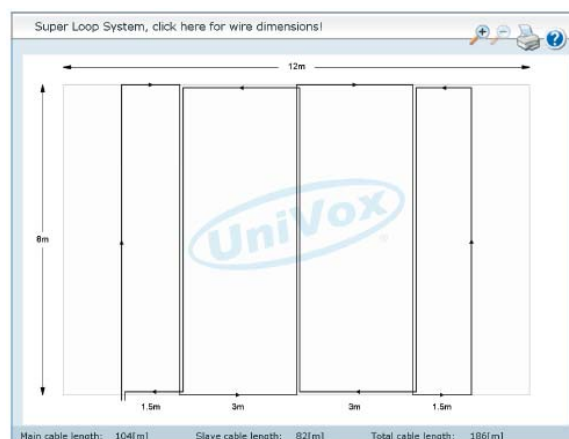 Super Loop System, click here for wire dimensions!
12m
8m
UniVox
1.5m 3m 3m 1.5m
Main cable length: 104[m] Slave cable length: 82[m] Total cable length: 186[m]